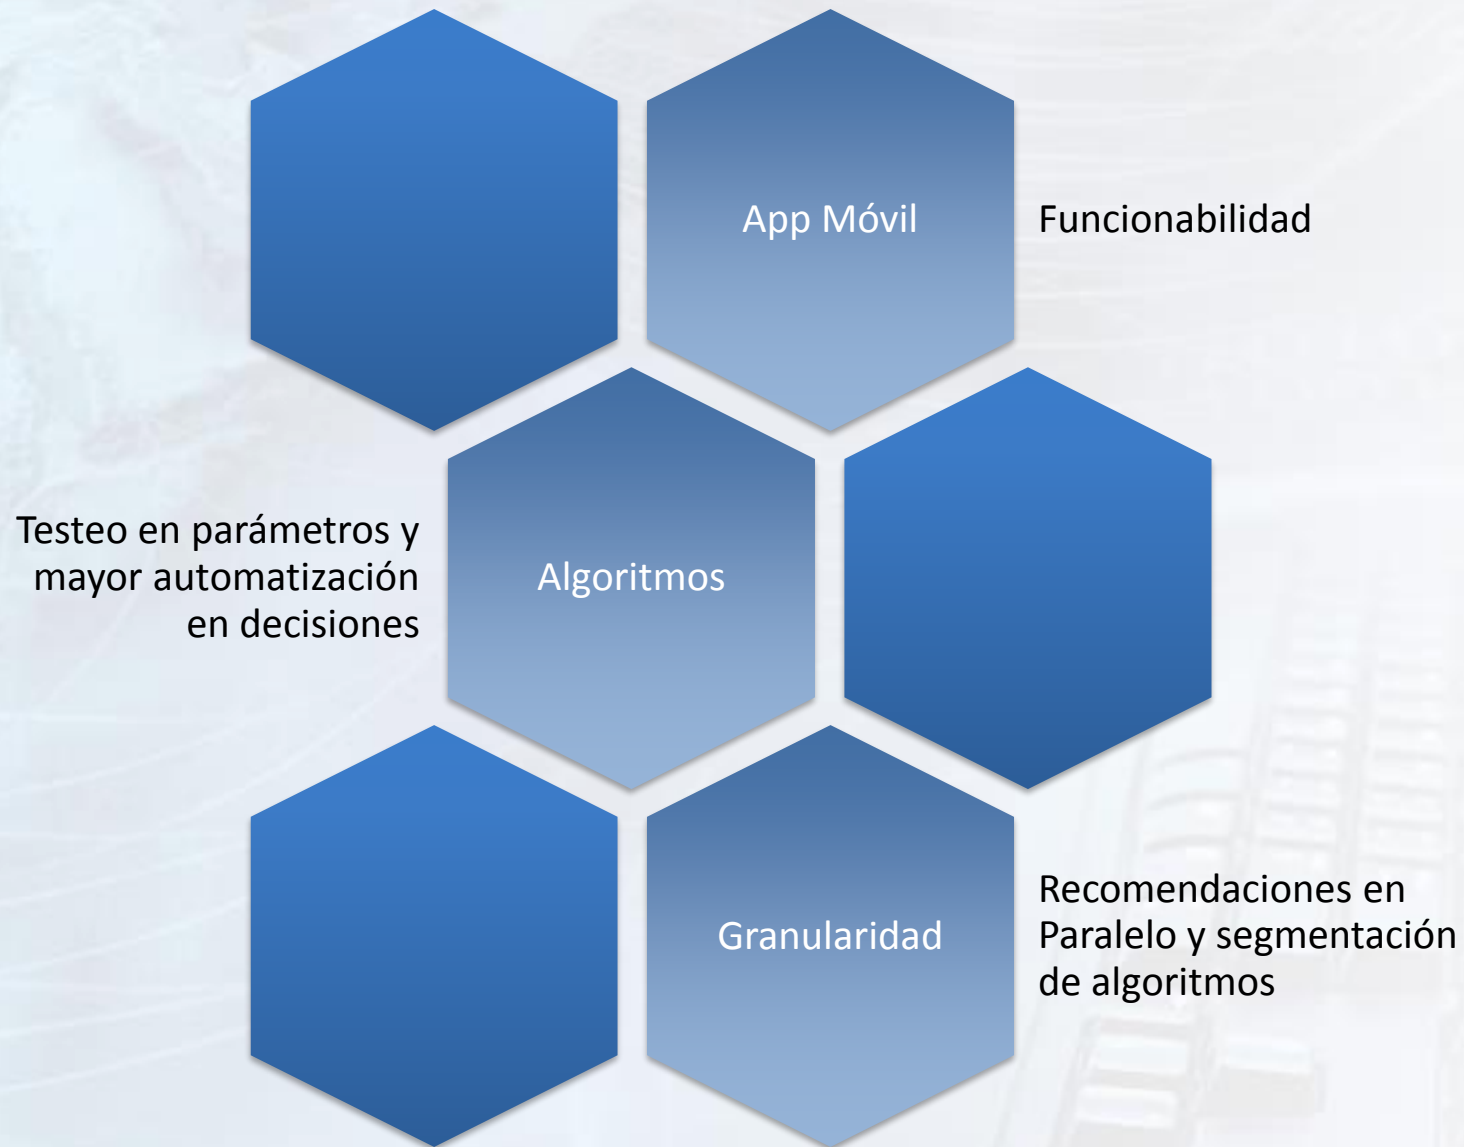 App Móvil
Funcionabilidad
Testeo en parámetros y
mayor automatización
en decisiones
Algoritmos
Granularidad
Recomendaciones en
Paralelo y segmentación
de algoritmos